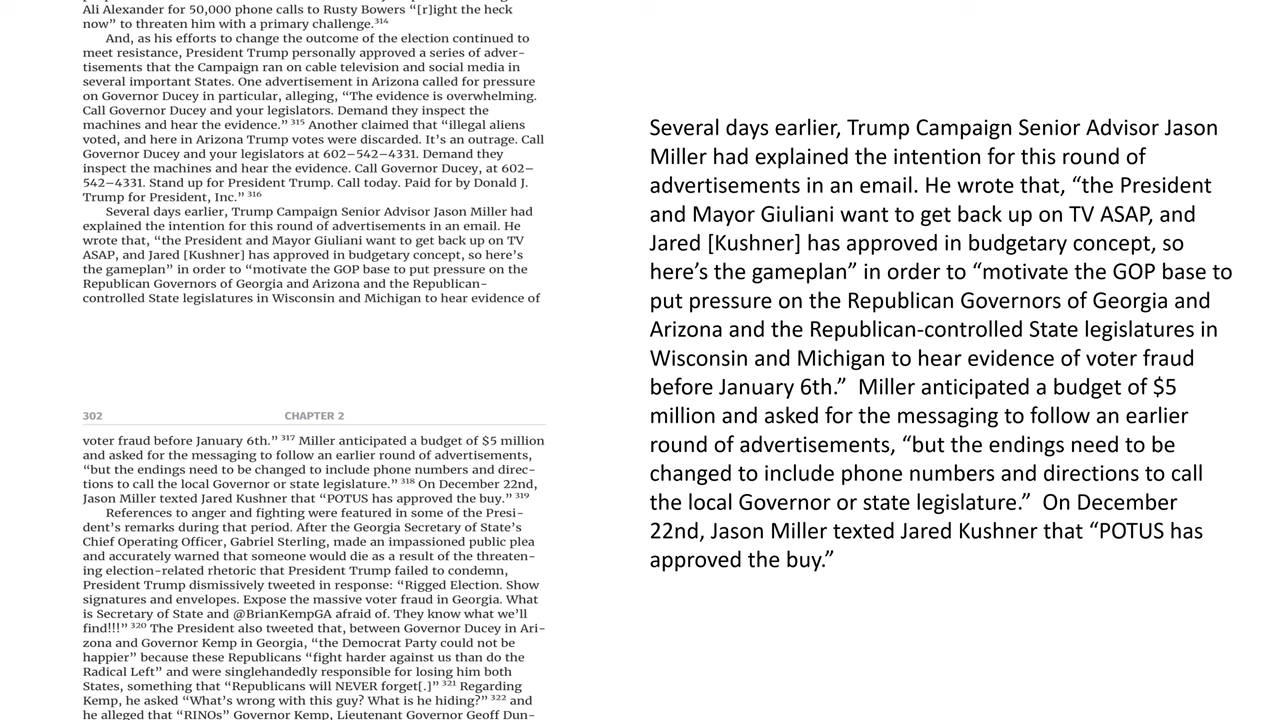 Ali Alexander for 50,000 phone calls to Rusty Bowers “[r]ight the heck
now” to threaten him with a primary challenge.314
And, as his efforts to change the outcome of the election continued to
meet resistance, President Trump personally approved a series of adver-
tisements that the Campaign ran on cable television and social media in
several important States. One advertisement in Arizona called for pressure
on Governor Ducey in particular, alleging, “The evidence is overwhelming.
Call Governor Ducey and your legislators. Demand they inspect the
machines and hear the evidence.” 315 Another claimed that “illegal aliens
voted, and here in Arizona Trump votes were discarded. It’s an outrage. Call
Governor Ducey and your legislators at 602–542–4331. Demand they
inspect the machines and hear the evidence. Call Governor Ducey, at 602–
542–4331. Stand up for President Trump. Call today. Paid for by Donald J.
Trump for President, Inc.” 316
Several days earlier, Trump Campaign Senior Advisor Jason Miller had
explained the intention for this round of advertisements in an email. He
wrote that, “the President and Mayor Giuliani want to get back up on TV
ASAP, and Jared [Kushner] has approved in budgetary concept, so here’s
the gameplan” in order to “motivate the GOP base to put pressure on the
Republican Governors of Georgia and Arizona and the Republican-
controlled State legislatures in Wisconsin and Michigan to hear evidence of
302 CHAPTER 2
voter fraud before January 6th.” 317 Miller anticipated a budget of $5 million
and asked for the messaging to follow an earlier round of advertisements,
“but the endings need to be changed to include phone numbers and direc-
tions to call the local Governor or state legislature.” 318 On December 22nd,
Jason Miller texted Jared Kushner that “POTUS has approved the buy.” 319
References to anger and fighting were featured in some of the Presi-
dent’s remarks during that period. After the Georgia Secretary of State’s
Chief Operating Officer, Gabriel Sterling, made an impassioned public plea
and accurately warned that someone would die as a result of the threaten-
ing election-related rhetoric that President Trump failed to condemn,
President Trump dismissively tweeted in response: “Rigged Election. Show
signatures and envelopes. Expose the massive voter fraud in Georgia. What
is Secretary of State and @BrianKempGA afraid of. They know what we’ll
find!!!” 320 The President also tweeted that, between Governor Ducey in Ari-
zona and Governor Kemp in Georgia, “the Democrat Party could not be
happier” because these Republicans “fight harder against us than do the
Radical Left” and were singlehandedly responsible for losing him both
States, something that “Republicans will NEVER forget[.]” 321 Regarding
Kemp, he asked “What’s wrong with this guy? What is he hiding?” 322 and
he alleged that “RINOs” Governor Kemp, Lieutenant Governor Geoff Dun-
Several days earlier, Trump Campaign Senior Advisor Jason
Miller had explained the intention for this round of
advertisements in an email. He wrote that, “the President
and Mayor Giuliani want to get back up on TV ASAP, and
Jared [Kushner] has approved in budgetary concept, so
here’s the gameplan” in order to “motivate the GOP base to
put pressure on the Republican Governors of Georgia and
Arizona and the Republican-controlled State legislatures in
Wisconsin and Michigan to hear evidence of voter fraud
before January 6th.”  Miller anticipated a budget of $5
million and asked for the messaging to follow an earlier
round of advertisements, “but the endings need to be
changed to include phone numbers and directions to call
the local Governor or state legislature.”  On December
22nd, Jason Miller texted Jared Kushner that “POTUS has
approved the buy.”